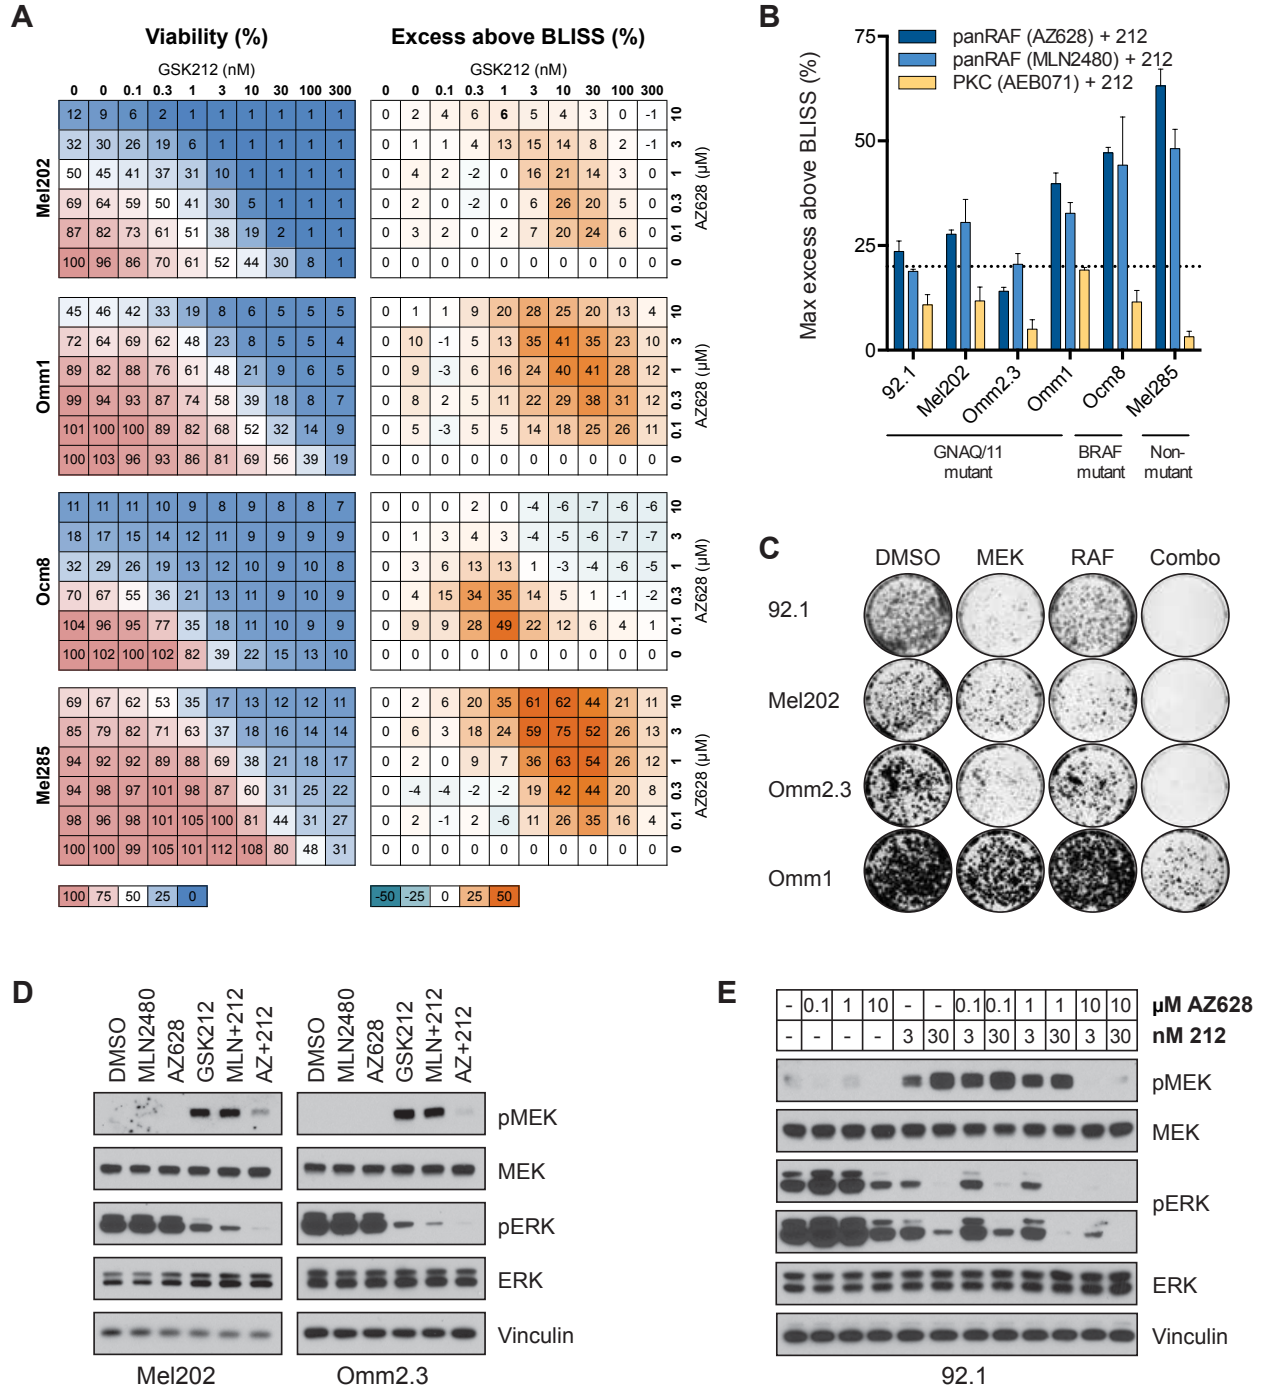 A
Viability (%)
Excess above BLISS (%)
GSK212 (nM)
GSK212 (nM)
0 0 0.1 0.3 1 3 10 30 100 300
0 0 0.1 0.3 1 3 10 30 100 300
Mel202
12 9 6 2 1 1 1 1 1 1
32 30 26 19 6 1 1 1 1 1
50 45 41 37 31 10 1 1 1 1
69 64 59 50 41 30 5 1 1 1
87 82 73 61 51 38 19 2 1 1
100 96 86 70 61 52 44 30 8 1
0 2 4 6 6 5 4 3 0 -1 10
0 1 1 4 13 15 14 8 2 -1 3
0 4 2 -2 0 16 21 14 3 0 1
0 2 0 -2 0 6 26 20 5 0 0.3
0 3 2 0 2 7 20 24 6 0 0.1
0 0 0 0 0 0 0 0 0 0 0
AZ628 (µM)
Omm1
45 46 42 33 19 8 6 5 5 5
72 64 69 62 48 23 8 5 5 4
89 82 88 76 61 48 21 9 6 5
99 94 93 87 74 58 39 18 8 7
101 100 100 89 82 68 52 32 14 9
100 103 96 93 86 81 69 56 39 19
0 1 1 9 20 28 25 20 13 4 10
0 10 -1 5 13 35 41 35 23 10 3
0 9 -3 6 16 24 40 41 28 12 1
0 8 2 5 11 22 29 38 31 12 0.3
0 5 -3 5 5 14 18 25 26 11 0.1
0 0 0 0 0 0 0 0 0 0 0
AZ628 (µM)
Ocm8
11 11 11 10 9 8 9 8 8 7
18 17 15 14 12 11 9 9 9 9
32 29 26 19 13 12 10 9 10 8
70 67 55 36 21 13 11 9 10 9
104 96 95 77 35 18 11 10 9 9
100 102 100 102 82 39 22 15 13 10
0 0 0 2 0 -4 -6 -7 -6 -6 10
0 1 3 4 3 -4 -5 -6 -7 -7 3
0 3 6 13 13 1 -3 -4 -6 -5 1
0 4 15 34 35 14 5 1 -1 -2 0.3
0 9 9 28 49 22 12 6 4 1 0.1
0 0 0 0 0 0 0 0 0 0 0
AZ628 (µM)
Mel285
69 67 62 53 35 17 13 12 12 11
85 79 82 71 63 37 18 16 14 14
94 92 92 89 88 69 38 21 18 17
94 98 97 101 98 87 60 31 25 22
98 96 98 101 105 100 81 44 31 27
100 100 99 105 101 112 108 80 48 31
0 2 6 20 35 61 62 44 21 11 10
0 6 3 18 24 59 75 52 26 13 3
0 2 0 9 7 36 63 54 26 12 1
0 -4 -4 -2 -2 19 42 44 20 8 0.3
0 2 -1 2 -6 11 26 35 16 4 0.1
0 0 0 0 0 0 0 0 0 0 0
AZ628 (µM)
100 75 50 25 0
-50 -25 0 25 50
B
Max excess above BLISS (%)
75
50
25
0
panRAF (AZ628) + 212
panRAF (MLN2480) + 212
PKC (AEB071) + 212
92.1 Mel202 Omm2.3 Omm1 Ocm8 Mel285
GNAQ/11 mutant
BRAF mutant
Non-mutant
C
DMSO MEK RAF Combo
92.1
Mel202
Omm2.3
Omm1
D
DMSO MLN2480 AZ628 GSK212 MLN+212 AZ+212
DMSO MLN2480 AZ628 GSK212 MLN+212 AZ+212
pMEK
MEK
pERK
ERK
Vinculin
Mel202 Omm2.3
E
- 0.1 1 10 - - 0.1 0.1 1 1 10 10 µM AZ628
- - - - 3 30 3 30 3 30 3 30 nM 212
pMEK
MEK
pERK
ERK
Vinculin
92.1